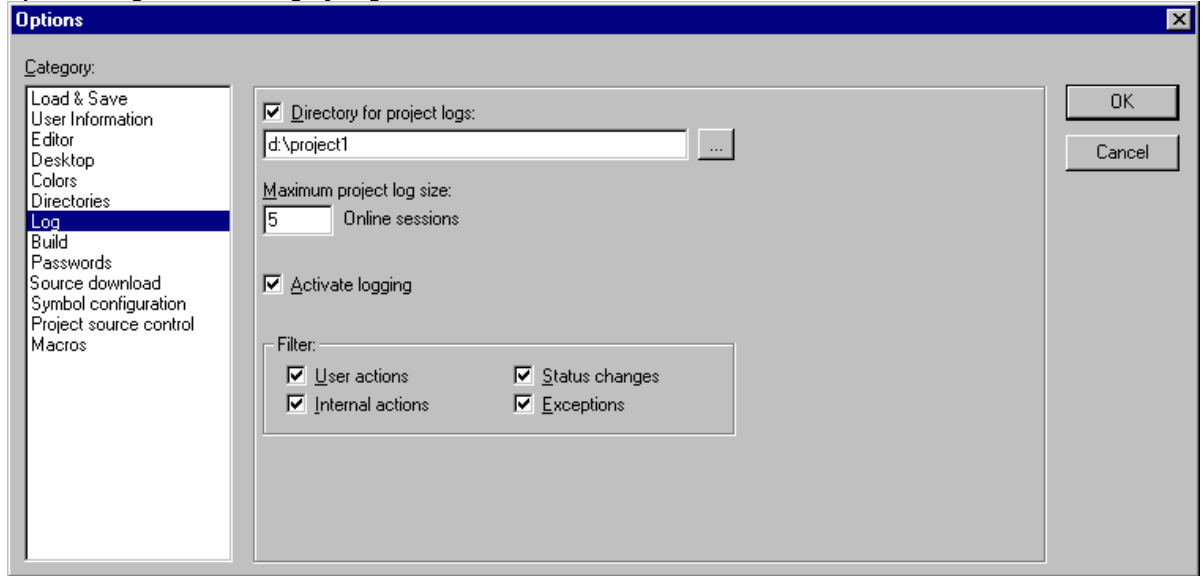 Options
Category:
Load & Save
User Information
Editor
Desktop
Colors
Directories
Log
Build
Passwords
Source download
Symbol configuration
Project source control
Macros
Directory for project logs:
d:\project1
...
Maximum project log size:
5 Online sessions
Activate logging
Filter:
User actions Status changes
Internal actions Exceptions
OK
Cancel